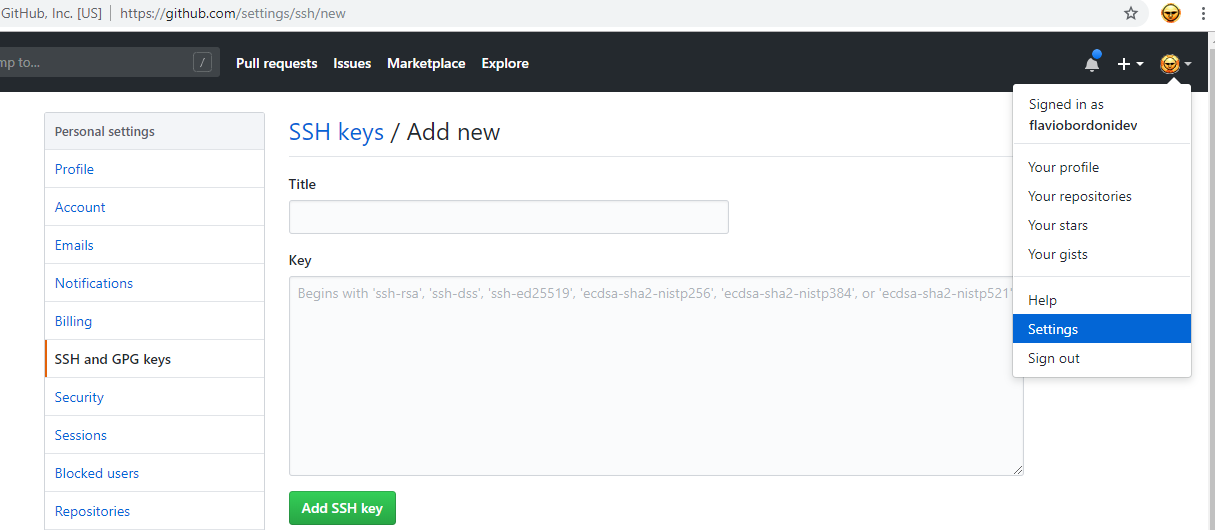 GitHub, Inc. [US] | https://github.com/settings/ssh/new
mp to... /
Pull requests Issues Marketplace Explore
Signed in as
flaviobordonidev
Your profile
Your repositories
Your stars
Your gists
Help
Settings
Sign out
Personal settings
Profile
Account
Emails
Notifications
Billing
SSH and GPG keys
Security
Sessions
Blocked users
Repositories
SSH keys / Add new
Title
Key
Begins with 'ssh-rsa', 'ssh-dss', 'ssh-ed25519', 'ecdsa-sha2-nistp256', 'ecdsa-sha2-nistp384', or 'ecdsa-sha2-nistp521'
Add SSH key